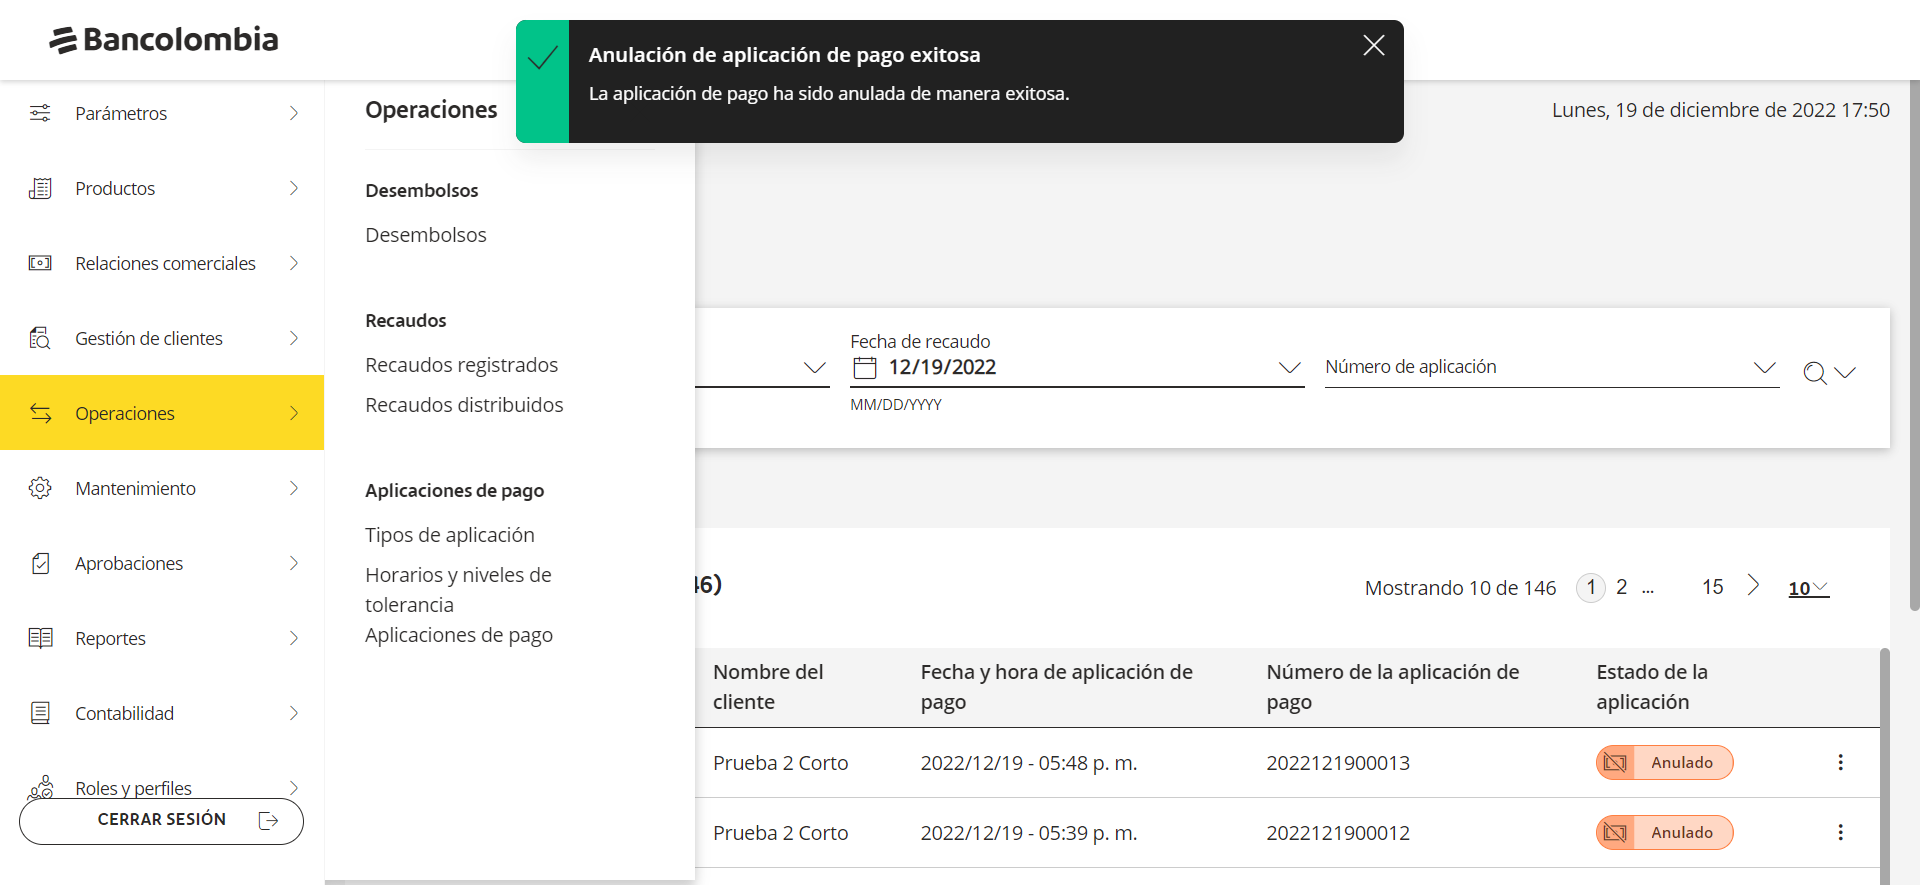 Bancolombia
Anulación de aplicación de pago exitosa
La aplicación de pago ha sido anulada de manera exitosa.
Lunes, 19 de diciembre de 2022 17:50
Parámetros
Productos
Relaciones comerciales
Gestión de clientes
Operaciones
Mantenimiento
Aprobaciones
Reportes
Contabilidad
Roles y perfiles
CERRAR SESIÓN
Operaciones
Desembolsos
Desembolsos
Recaudos
Recaudos registrados
Recaudos distribuidos
Aplicaciones de pago
Tipos de aplicación
Horarios y niveles de
tolerancia
Aplicaciones de pago
Fecha de recaudo
12/19/2022
MM/DD/YYYY
Número de aplicación
46)
Mostrando 10 de 146 1 2 ... 15 10
Nombre del
cliente
Fecha y hora de aplicación de
pago
Número de la aplicación de
pago
Estado de la
aplicación
Prueba 2 Corto 2022/12/19 - 05:48 p. m. 2022121900013 Anulado
Prueba 2 Corto 2022/12/19 - 05:39 p. m. 2022121900012 Anulado